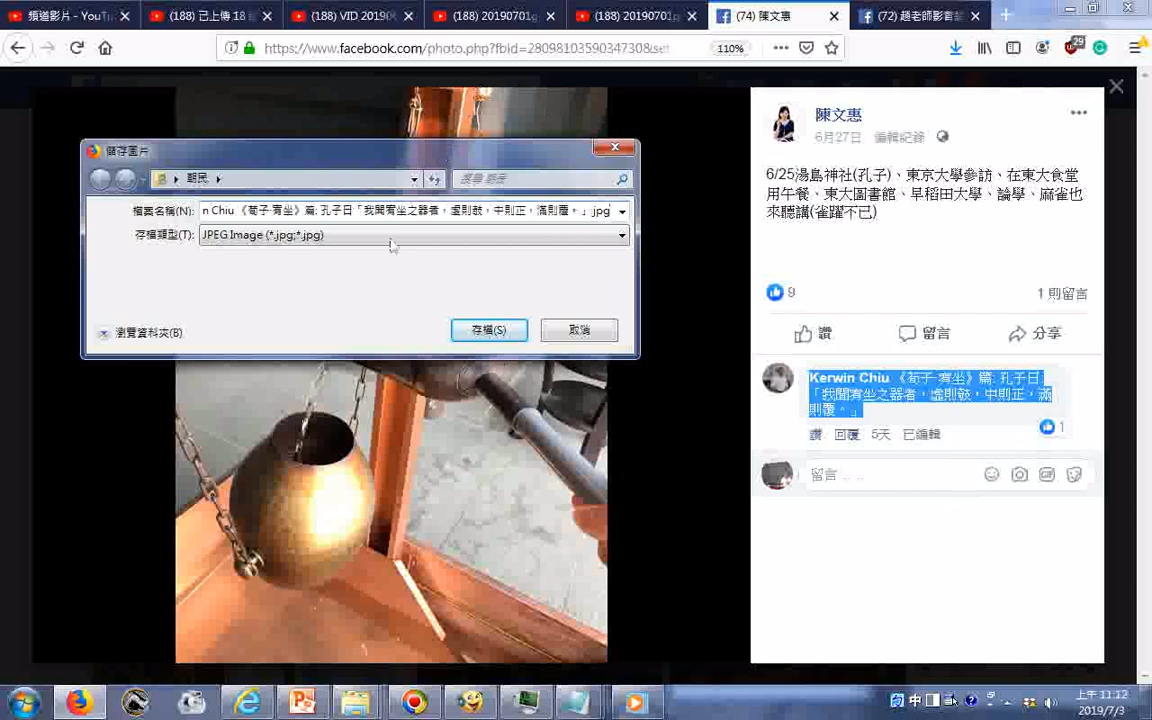 頻道影片 - YouTu
(188) 已上傳 18
(188) VID 20190
(188) 20190701g
(188) 20190701
(74) 陳文惠
(72) 趙老師影音
https://www.facebook.com/photo.php?fbid=2809810359034730&set
110%
29
儲存圖片
朝民
搜尋 朝民
檔案名稱(N):
n Chiu 《荀子·宥坐》篇: 孔子曰「我聞宥坐之器者，虛則攲，中則正，滿則覆。」.jpg
存檔類型(T):
JPEG Image (*.jpg;*.jpg)
瀏覽資料夾(B)
存檔(S)
取消
陳文惠
6月27日
編輯紀錄
6/25湯島神社(孔子)、東京大學參訪、在東大食堂
用午餐、東大圖書館、早稻田大學、論學、麻雀也
來聽講(雀躍不已)
9
1 則留言
讚
留言
分享
Kerwin Chiu 《荀子·宥坐》篇: 孔子曰
「我聞宥坐之器者，虛則攲，中則正，滿
則覆。」
讚 回覆 5天 已編輯
1
留言……
GIF
中
上午 11:12
2019/7/3